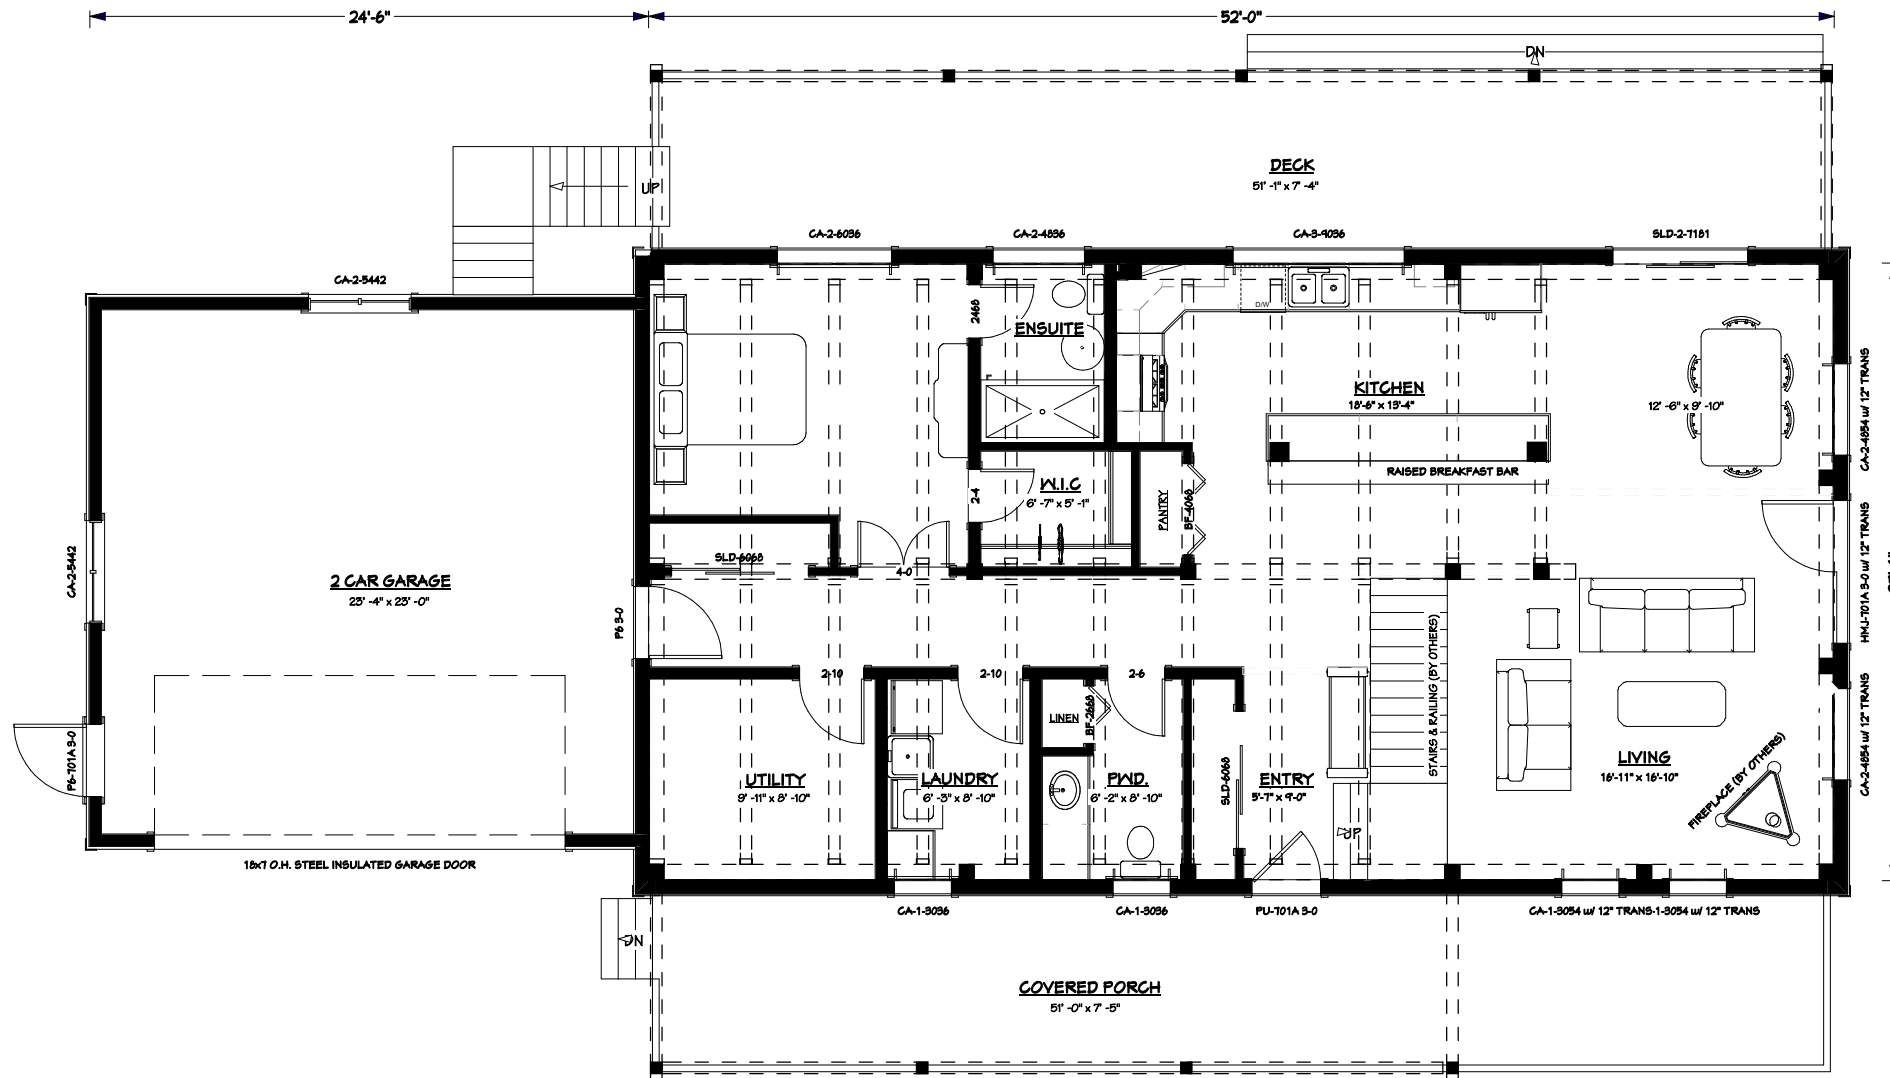 24'-6"
52'-0"
DN
DECK
51' -1" x 7' -4"
UP
CA-2-6036
CA-2-4836
CA-3-9036
SLD-2-7181
CA-2-5442
2468
ENSUITE
D/W
KITCHEN
18'-6" x 13'-4"
12' -6" x 9' -10"
CA-2-4854 w/ 12" TRANS
RAISED BREAKFAST BAR
2-4
W.I.C
6' -7" x 5' -1"
PANTRY
BF-4068
SLD-6068
4-0
CA-2-5442
2 CAR GARAGE
23' -4" x 23' -0"
P6 3-0
HMJ-701A 3-0 w/ 12" TRANS
STAIRS & RAILING (BY OTHERS)
2-10
2-10
2-6
LINEN
BF-2668
P6-701A 3-0
UTILITY
9' -11" x 8' -10"
LAUNDRY
6' -3" x 8' -10"
PWD.
6' -2" x 8' -10"
SLD-6068
ENTRY
5'-7" x 9'-0"
UP
LIVING
16'-11" x 16'-10"
FIREPLACE (BY OTHERS)
CA-2-4854 w/ 12" TRANS
18x7 O.H. STEEL INSULATED GARAGE DOOR
CA-1-3036
CA-1-3036
PU-701A 3-0
CA-1-3054 w/ 12" TRANS-1-3054 w/ 12" TRANS
DN
COVERED PORCH
51' -0" x 7' -5"